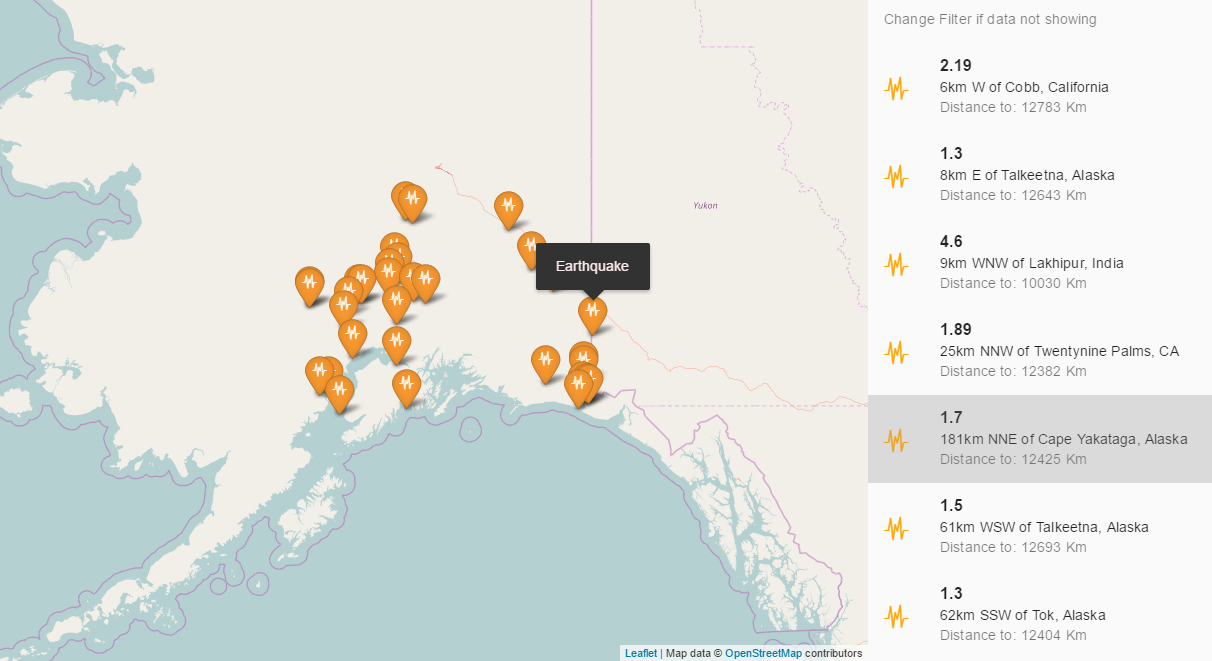 Yukon
Earthquake
Leaflet | Map data © OpenStreetMap contributors
Change Filter if data not showing
2.19
6km W of Cobb, California
Distance to: 12783 Km
1.3
8km E of Talkeetna, Alaska
Distance to: 12643 Km
4.6
9km WNW of Lakhipur, India
Distance to: 10030 Km
1.89
25km NNW of Twentynine Palms, CA
Distance to: 12382 Km
1.7
181km NNE of Cape Yakataga, Alaska
Distance to: 12425 Km
1.5
61km WSW of Talkeetna, Alaska
Distance to: 12693 Km
1.3
62km SSW of Tok, Alaska
Distance to: 12404 Km